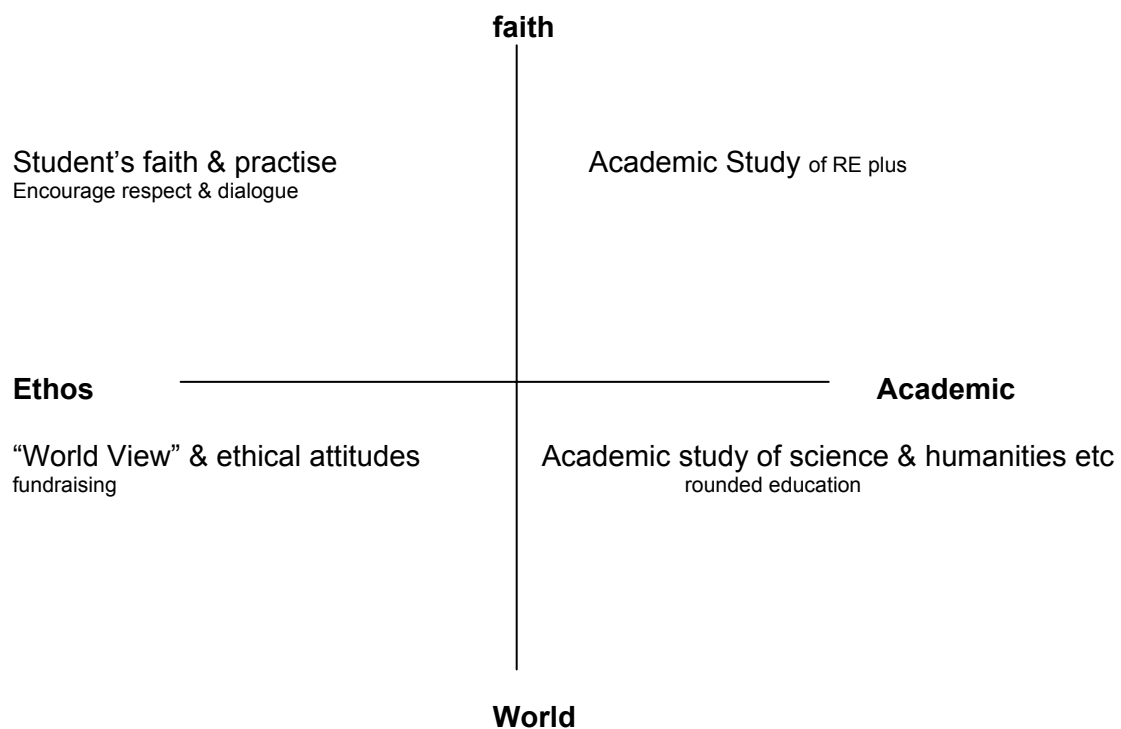 faith
Student’s faith & practise
Encourage respect & dialogue
Academic Study of RE plus
Ethos
Academic
“World View” & ethical attitudes
fundraising
Academic study of science & humanities etc
rounded education
World